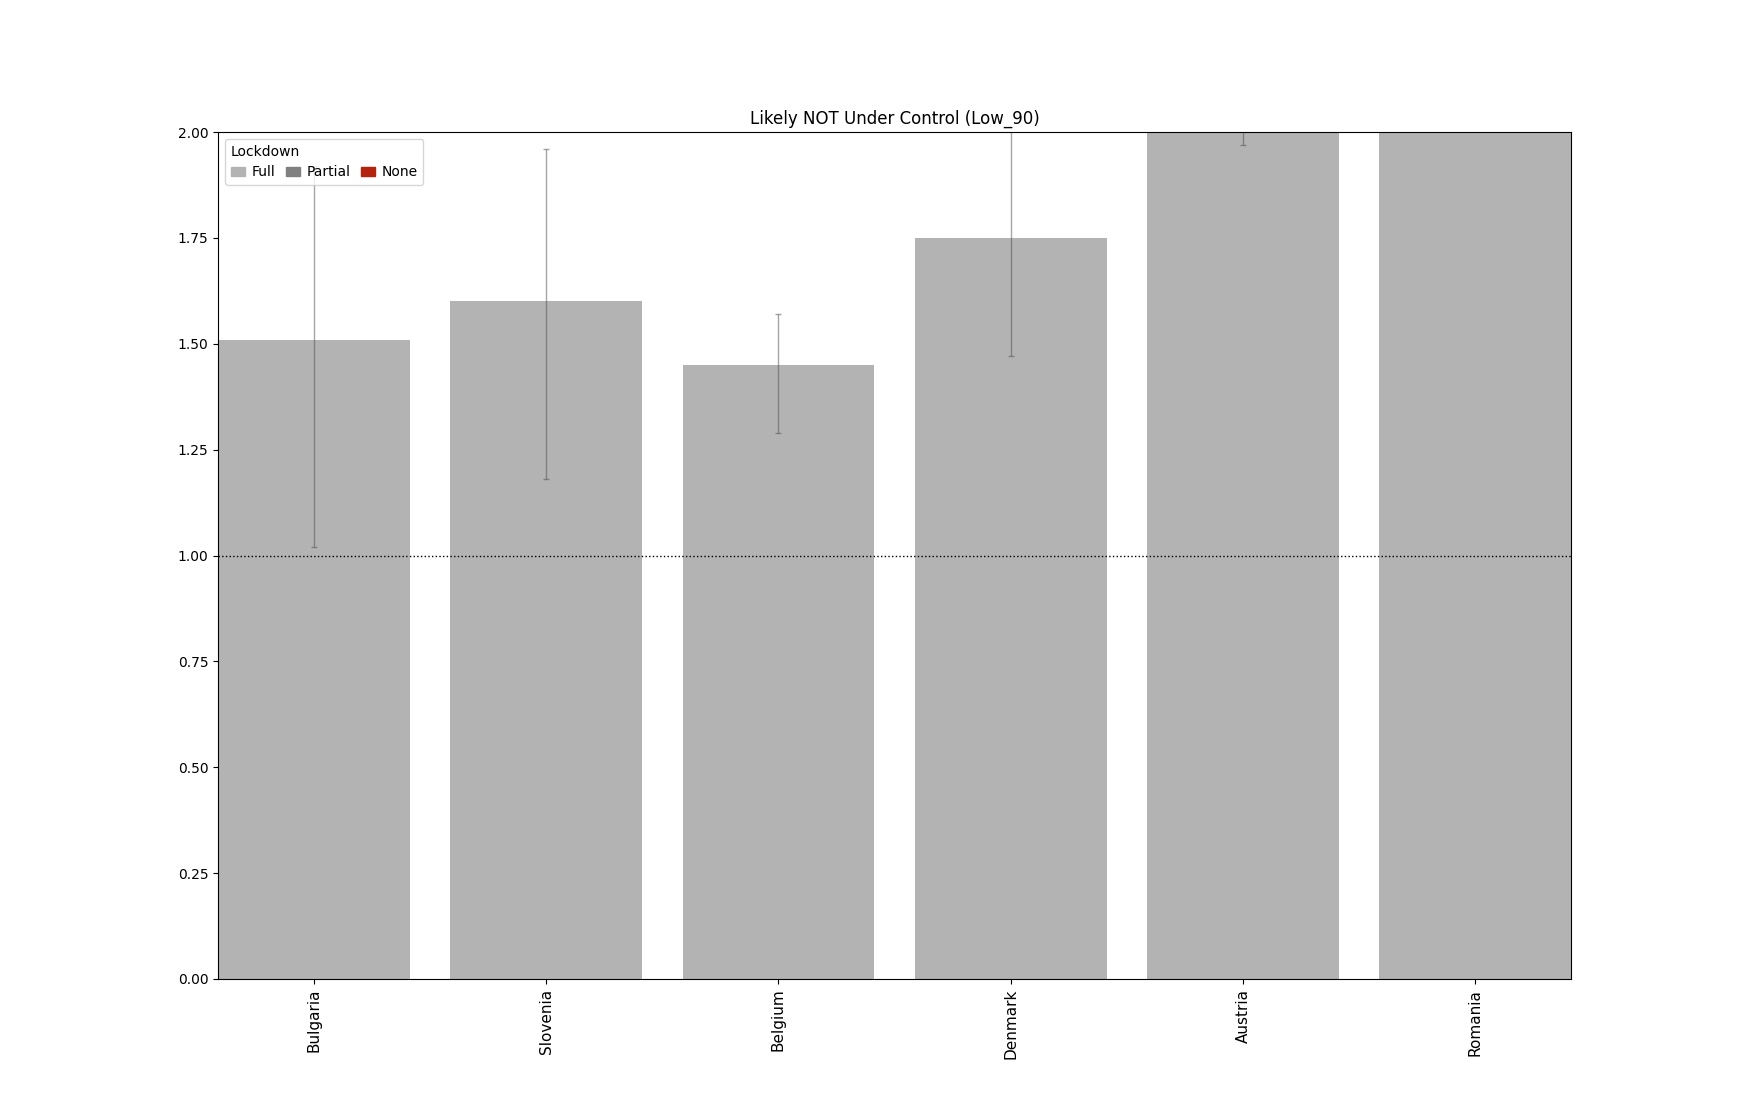 Likely NOT Under Control (Low_90)
Lockdown
Full Partial None
2.00
1.75
1.50
1.25
1.00
0.75
0.50
0.25
0.00
Bulgaria
Slovenia
Belgium
Denmark
Austria
Romania